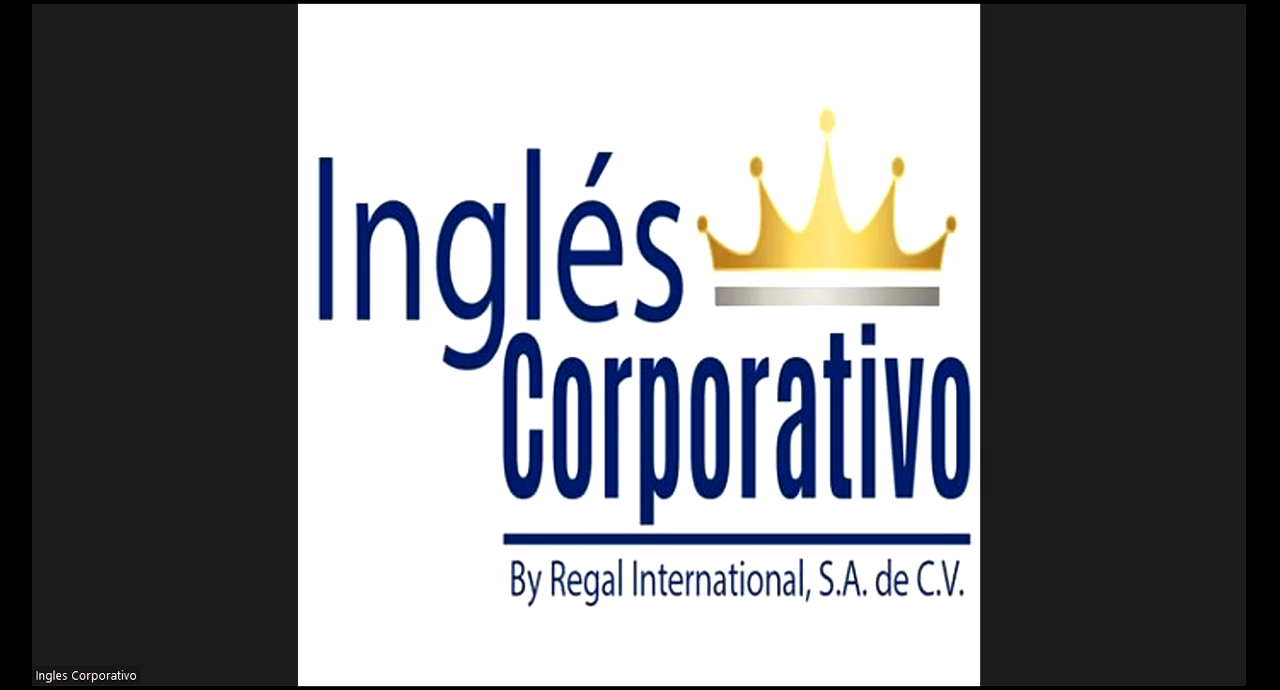 Inglés
Corporativo
By Regal International, S.A. de C.V.
Ingles Corporativo